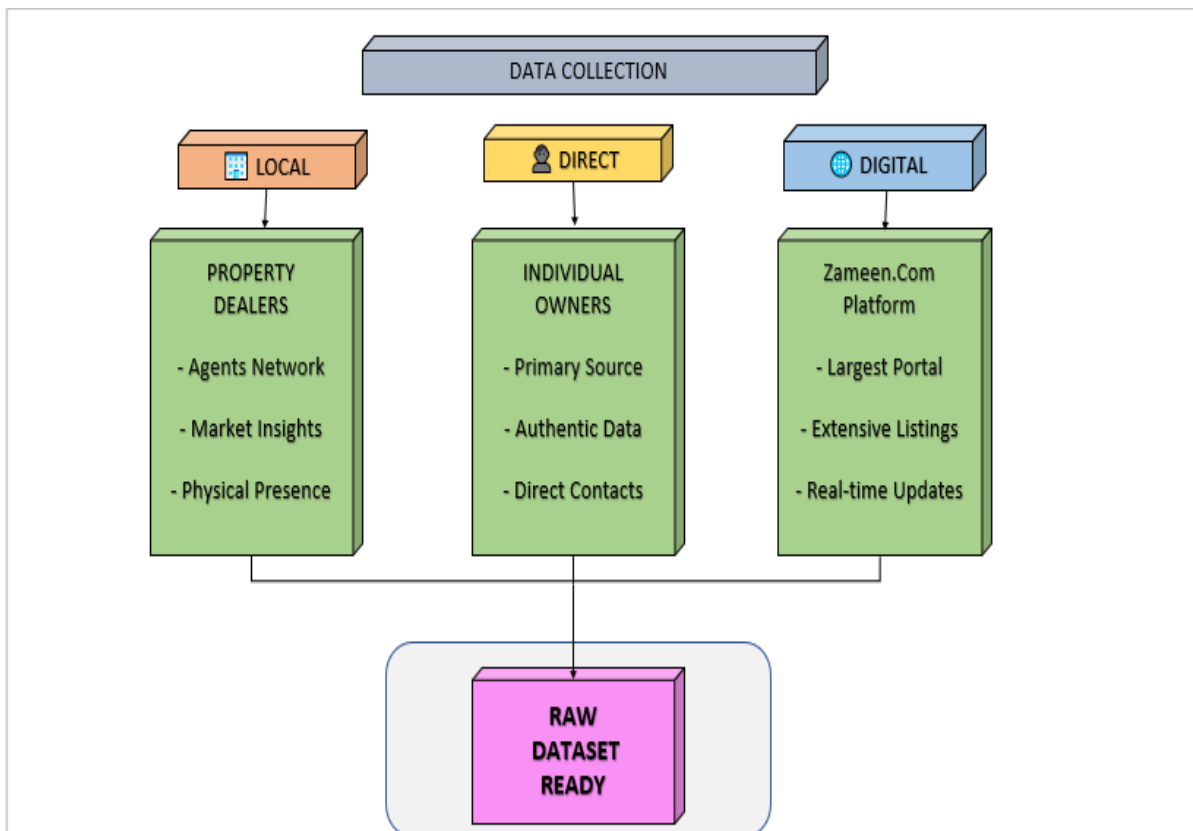 DATA COLLECTION
LOCAL
DIRECT
DIGITAL
PROPERTY
DEALERS
- Agents Network
- Market Insights
- Physical Presence
INDIVIDUAL
OWNERS
- Primary Source
- Authentic Data
- Direct Contacts
Zameen.Com
Platform
- Largest Portal
- Extensive Listings
- Real-time Updates
RAW
DATASET
READY